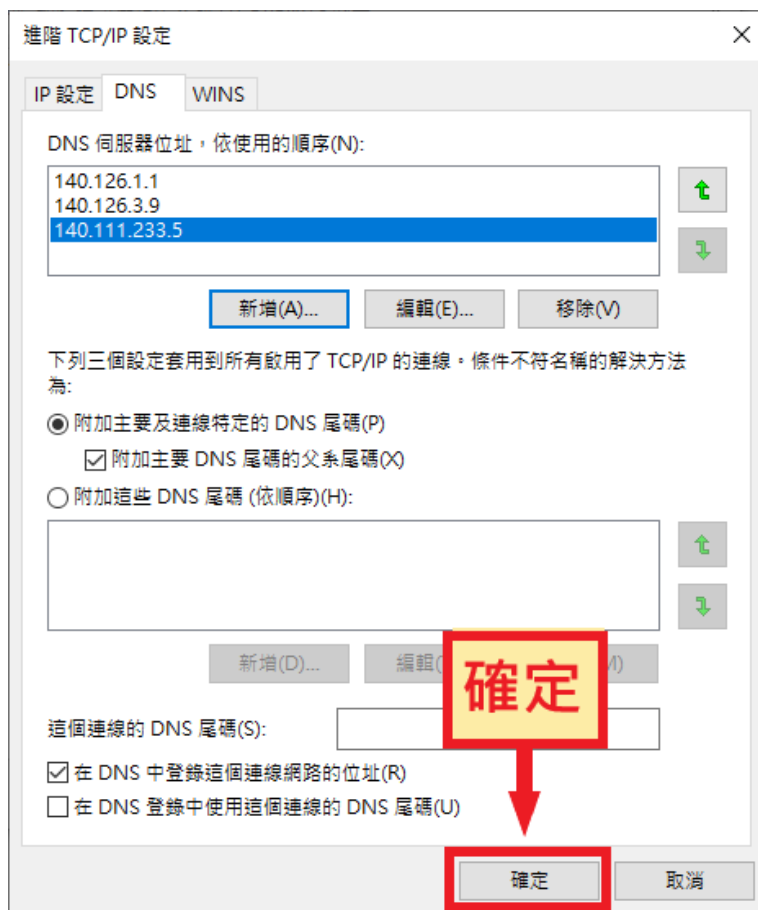 進階 TCP/IP 設定
IP 設定
DNS
WINS
DNS 伺服器位址，依使用的順序(N):
140.126.1.1
140.126.3.9
140.111.233.5
新增(A)...
編輯(E)...
移除(V)
下列三個設定套用到所有啟用了 TCP/IP 的連線。條件不符名稱的解決方法
為:
附加主要及連線特定的 DNS 尾碼(P)
附加主要 DNS 尾碼的父系尾碼(X)
附加這些 DNS 尾碼 (依順序)(H):
新增(D)...
編輯(
)
確定
這個連線的 DNS 尾碼(S):
在 DNS 中登錄這個連線網路的位址(R)
在 DNS 登錄中使用這個連線的 DNS 尾碼(U)
確定
取消